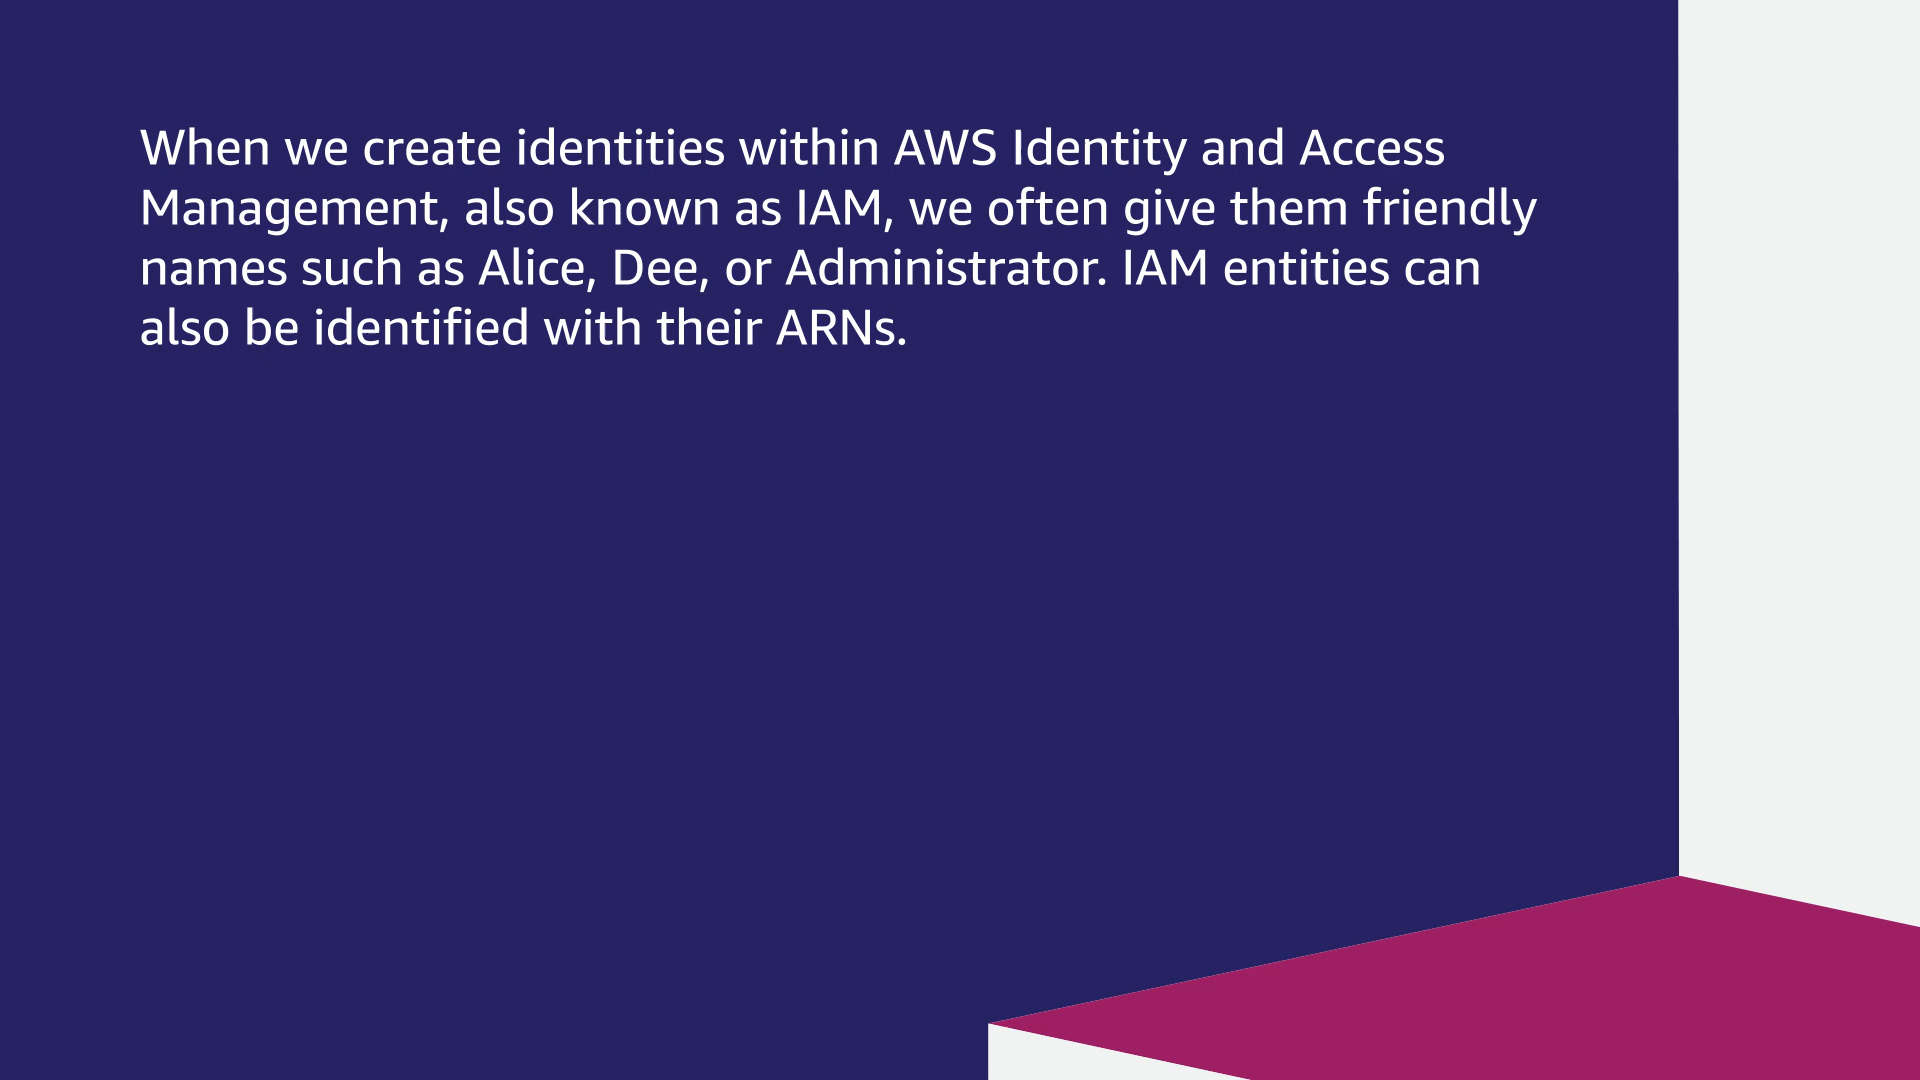 When we create identities within AWS Identity and Access
Management, also known as IAM, we often give them friendly
names such as Alice, Dee, or Administrator. IAM entities can
also be identified with their ARNs.